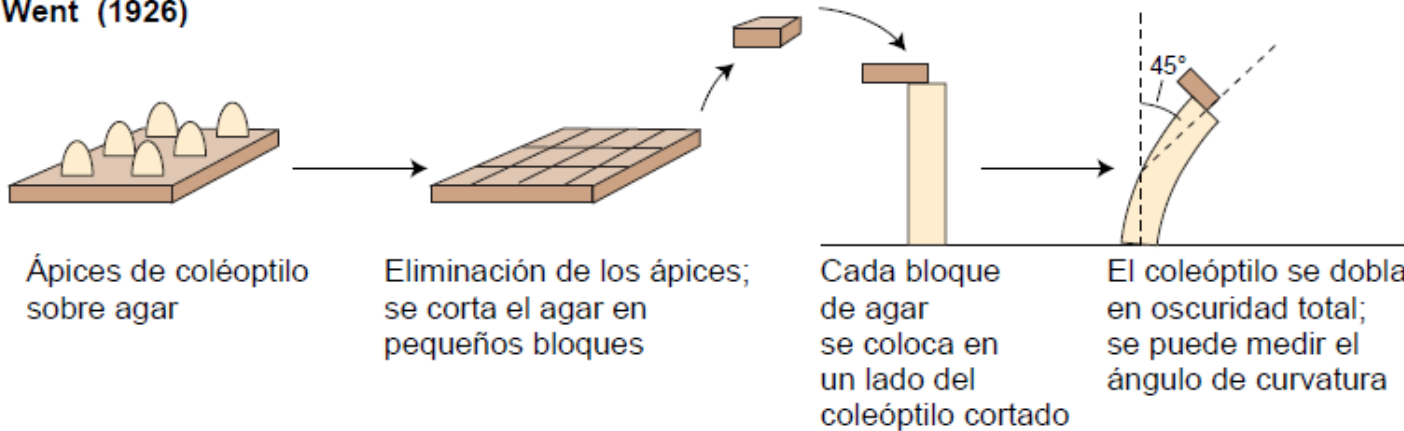 Went (1926)
45°
Ápices de coléoptilo
sobre agar
Eliminación de los ápices;
se corta el agar en
pequeños bloques
Cada bloque
de agar
se coloca en
un lado del
coleóptilo cortado
El coleóptilo se dobla
en oscuridad total;
se puede medir el
ángulo de curvatura